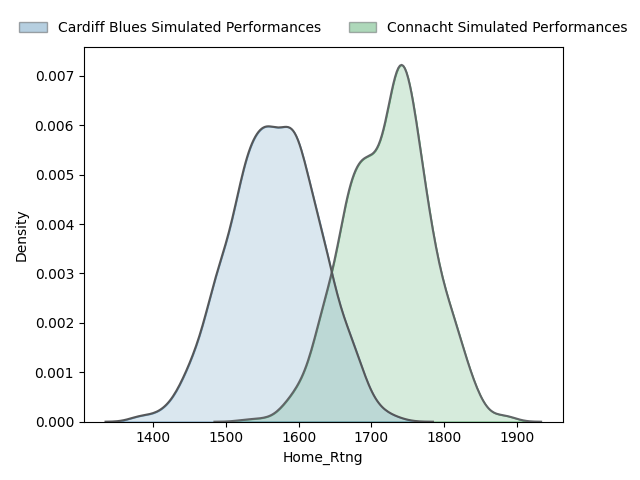 Cardiff Blues Simulated Performances Connacht Simulated Performances
0.007
0.006
0.005
0.004
0.003
0.002
0.001
0.000
Density
1400 1500 1600 1700 1800 1900
Home_Rtng